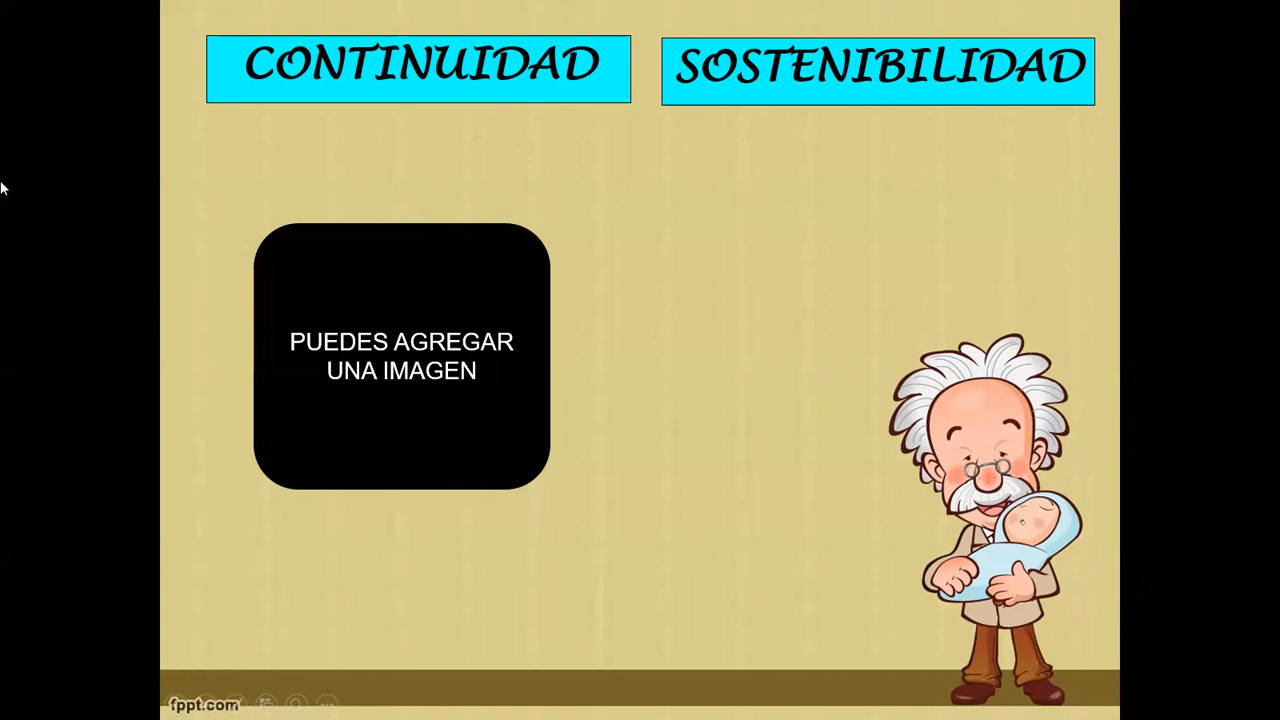 CONTINUIDAD
SOSTENIBILIDAD
PUEDES AGREGAR
UNA IMAGEN
fppt.com